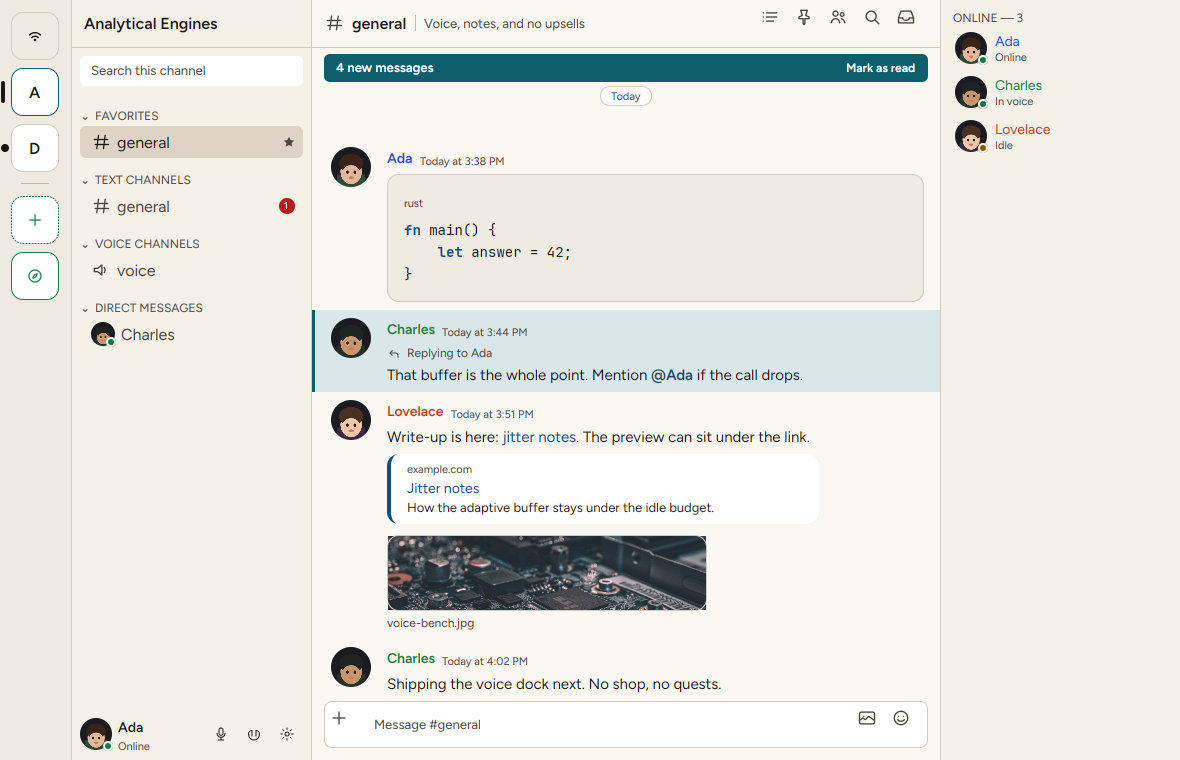 A
D
Analytical Engines
Search this channel
FAVORITES
general
TEXT CHANNELS
general
1
VOICE CHANNELS
voice
DIRECT MESSAGES
Charles
Ada
Online
# general
Voice, notes, and no upsells
4 new messages
Mark as read
Today
Ada Today at 3:38 PM
rust
fn main() {
    let answer = 42;
}
Charles Today at 3:44 PM
Replying to Ada
That buffer is the whole point. Mention @Ada if the call drops.
Lovelace Today at 3:51 PM
Write-up is here: jitter notes. The preview can sit under the link.
example.com
Jitter notes
How the adaptive buffer stays under the idle budget.
voice-bench.jpg
Charles Today at 4:02 PM
Shipping the voice dock next. No shop, no quests.
Message #general
ONLINE — 3
Ada
Online
Charles
In voice
Lovelace
Idle